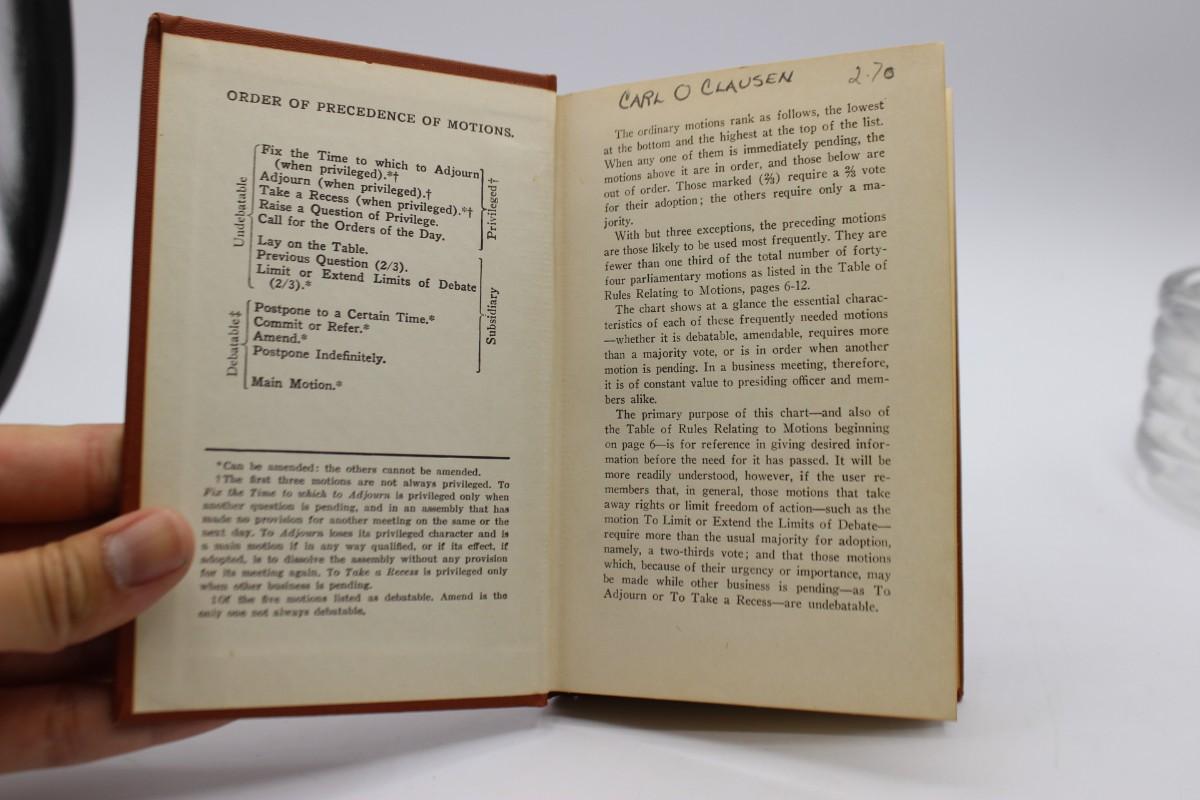 ORDER OF PRECEDENCE OF MOTIONS.
Undebatable
Fix the Time to which to Adjourn
(when privileged).*†
Adjourn (when privileged).†
Take a Recess (when privileged).*†
Raise a Question of Privilege.
Call for the Orders of the Day.
Privileged†
Lay on the Table.
Previous Question (2/3).
Limit or Extend Limits of Debate
(2/3).*
Debatable‡
Postpone to a Certain Time.*
Commit or Refer.*
Amend.*
Postpone Indefinitely.
Subsidiary
Main Motion.*
*Can be amended: the others cannot be amended.
†The first three motions are not always privileged. To
Fix the Time to which to Adjourn is privileged only when
another question is pending, and in an assembly that has
made no provision for another meeting on the same or the
next day. To Adjourn loses its privileged character and is
a main motion if in any way qualified, or if its effect, if
adopted, is to dissolve the assembly without any provision
for its meeting again. To Take a Recess is privileged only
when other business is pending.
‡Of the five motions listed as debatable. Amend is the
only one not always debatable.
CARL O CLAUSEN 2.70
The ordinary motions rank as follows, the lowest
at the bottom and the highest at the top of the list.
When any one of them is immediately pending, the
motions above it are in order, and those below are
out of order. Those marked (⅔) require a ⅔ vote
for their adoption; the others require only a ma-
jority.
With but three exceptions, the preceding motions
are those likely to be used most frequently. They are
fewer than one third of the total number of forty-
four parliamentary motions as listed in the Table of
Rules Relating to Motions, pages 6-12.
The chart shows at a glance the essential charac-
teristics of each of these frequently needed motions
—whether it is debatable, amendable, requires more
than a majority vote, or is in order when another
motion is pending. In a business meeting, therefore,
it is of constant value to presiding officer and mem-
bers alike.
The primary purpose of this chart—and also of
the Table of Rules Relating to Motions beginning
on page 6—is for reference in giving desired infor-
mation before the need for it has passed. It will be
more readily understood, however, if the user re-
members that, in general, those motions that take
away rights or limit freedom of action—such as the
motion To Limit or Extend the Limits of Debate—
require more than the usual majority for adoption,
namely, a two-thirds vote; and that those motions
which, because of their urgency or importance, may
be made while other business is pending—as To
Adjourn or To Take a Recess—are undebatable.